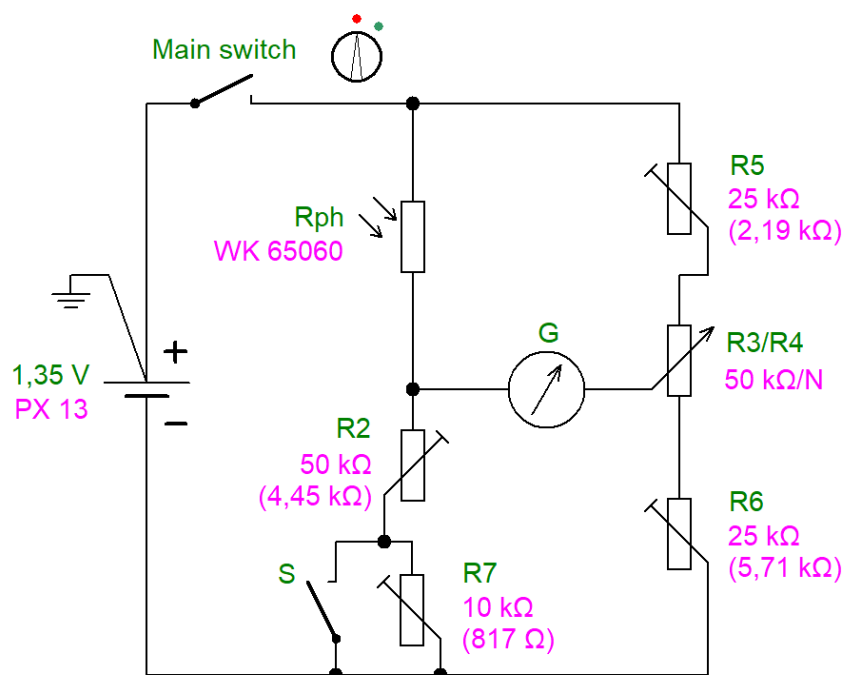 Main switch
R5
25 kΩ
(2,19 kΩ)
Rph
WK 65060
+
1,35 V
PX 13
-
G
R3/R4
50 kΩ/N
R2
50 kΩ
(4,45 kΩ)
R6
25 kΩ
(5,71 kΩ)
S
R7
10 kΩ
(817 Ω)